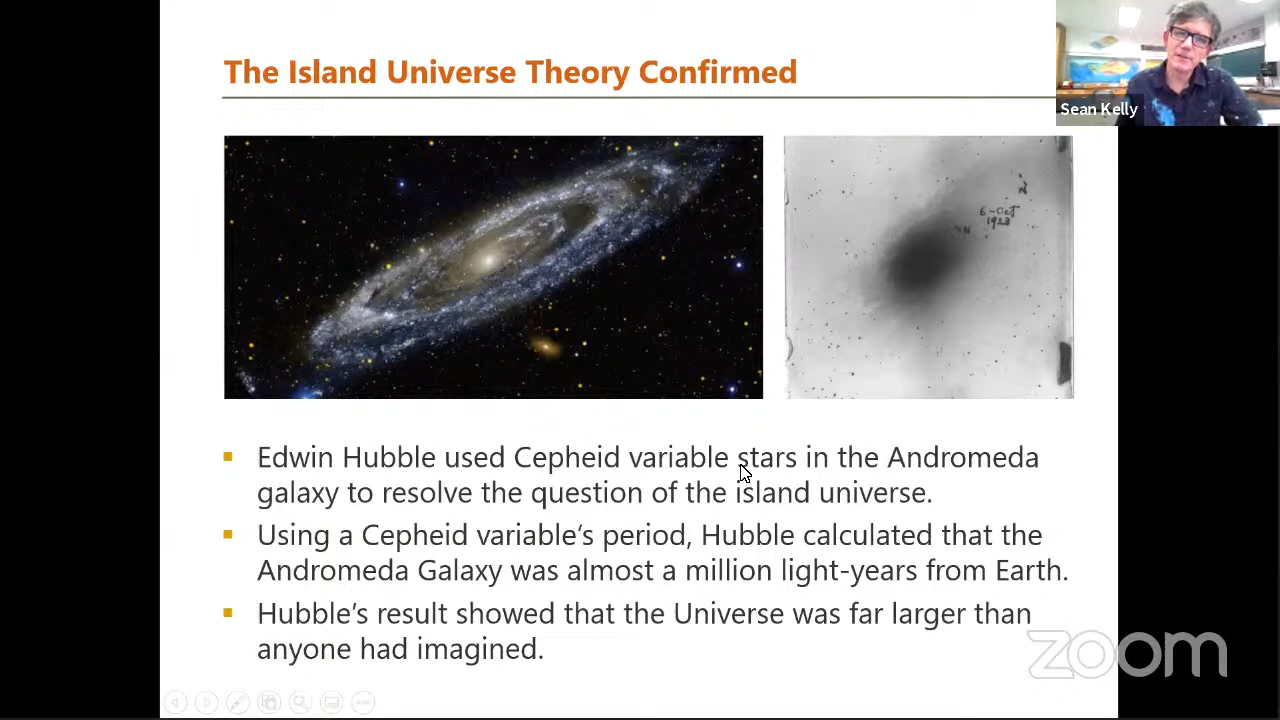 The Island Universe Theory Confirmed
Sean Kelly
6-Oct
1923
N
Edwin Hubble used Cepheid variable stars in the Andromeda
galaxy to resolve the question of the island universe.
Using a Cepheid variable‘s period, Hubble calculated that the
Andromeda Galaxy was almost a million light-years from Earth.
Hubble’s result showed that the Universe was far larger than
anyone had imagined.
zoom